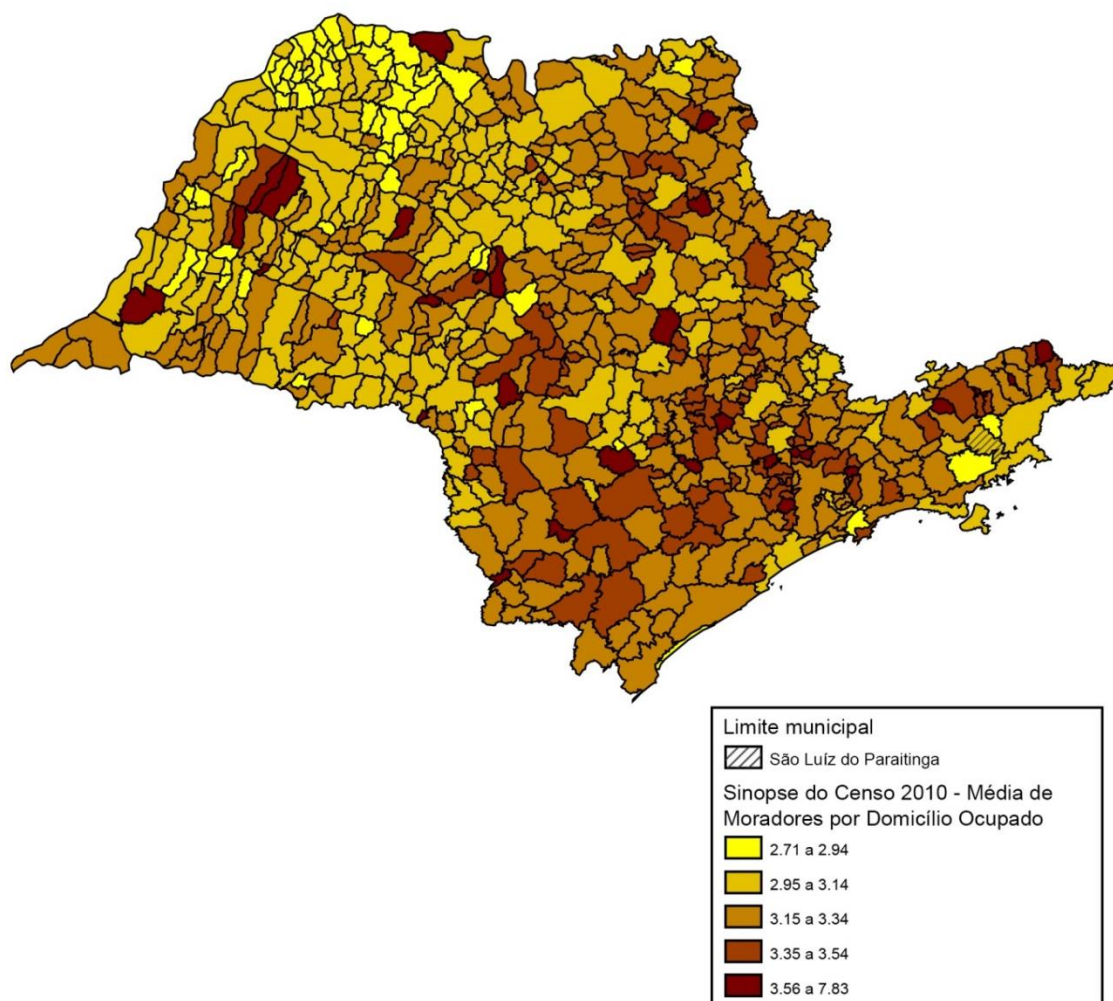 Limite municipal
São Luíz do Paraitinga
Sinopse do Censo 2010 - Média de
Moradores por Domicílio Ocupado
2.71 a 2.94
2.95 a 3.14
3.15 a 3.34
3.35 a 3.54
3.56 a 7.83